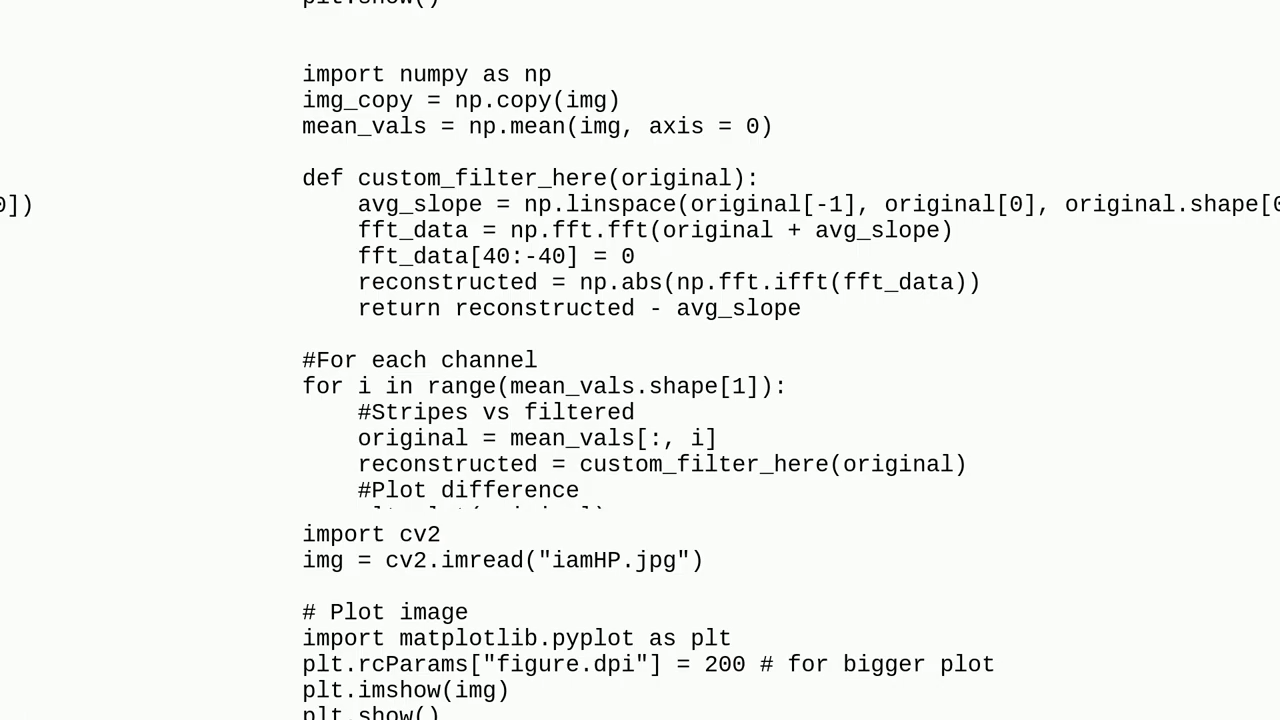 plt.show()
import numpy as np
img_copy = np.copy(img)
mean_vals = np.mean(img, axis = 0)
def custom_filter_here(original):
0])
avg_slope = np.linspace(original[-1], original[0], original.shape[0
fft_data = np.fft.fft(original + avg_slope)
fft_data[40:-40] = 0
reconstructed = np.abs(np.fft.ifft(fft_data))
return reconstructed - avg_slope
#For each channel
for i in range(mean_vals.shape[1]):
#Stripes vs filtered
original = mean_vals[:, i]
reconstructed = custom_filter_here(original)
#Plot difference
import cv2
img = cv2.imread("iamHP.jpg")
# Plot image
import matplotlib.pyplot as plt
plt.rcParams["figure.dpi"] = 200 # for bigger plot
plt.imshow(img)
plt.show()